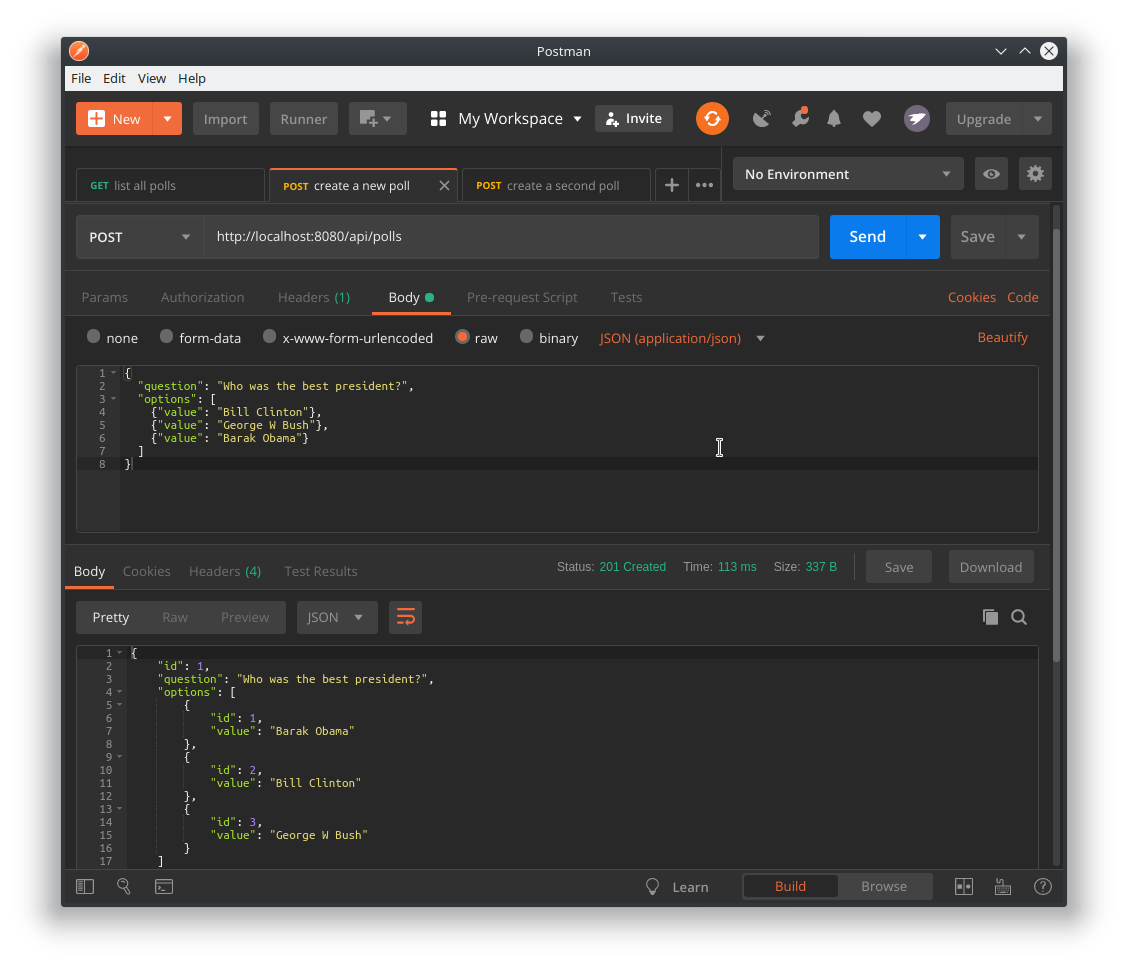 Postman
File Edit View Help
New Import Runner My Workspace Invite Upgrade
GET list all polls POST create a new poll POST create a second poll ••• No Environment
POST http://localhost:8080/api/polls Send Save
Params Authorization Headers (1) Body Pre-request Script Tests Cookies Code
none form-data x-www-form-urlencoded raw binary JSON (application/json) Beautify
1 {
2 "question": "Who was the best president?",
3 "options": [
4 {"value": "Bill Clinton"},
5 {"value": "George W Bush"},
6 {"value": "Barak Obama"}
7 ]
8 }
Body Cookies Headers (4) Test Results Status: 201 Created Time: 113 ms Size: 337 B Save Download
Pretty Raw Preview JSON
1 {
2 "id": 1,
3 "question": "Who was the best president?",
4 "options": [
5 {
6 "id": 1,
7 "value": "Barak Obama"
8 },
9 {
10 "id": 2,
11 "value": "Bill Clinton"
12 },
13 {
14 "id": 3,
15 "value": "George W Bush"
16 }
17 ]
Learn Build Browse